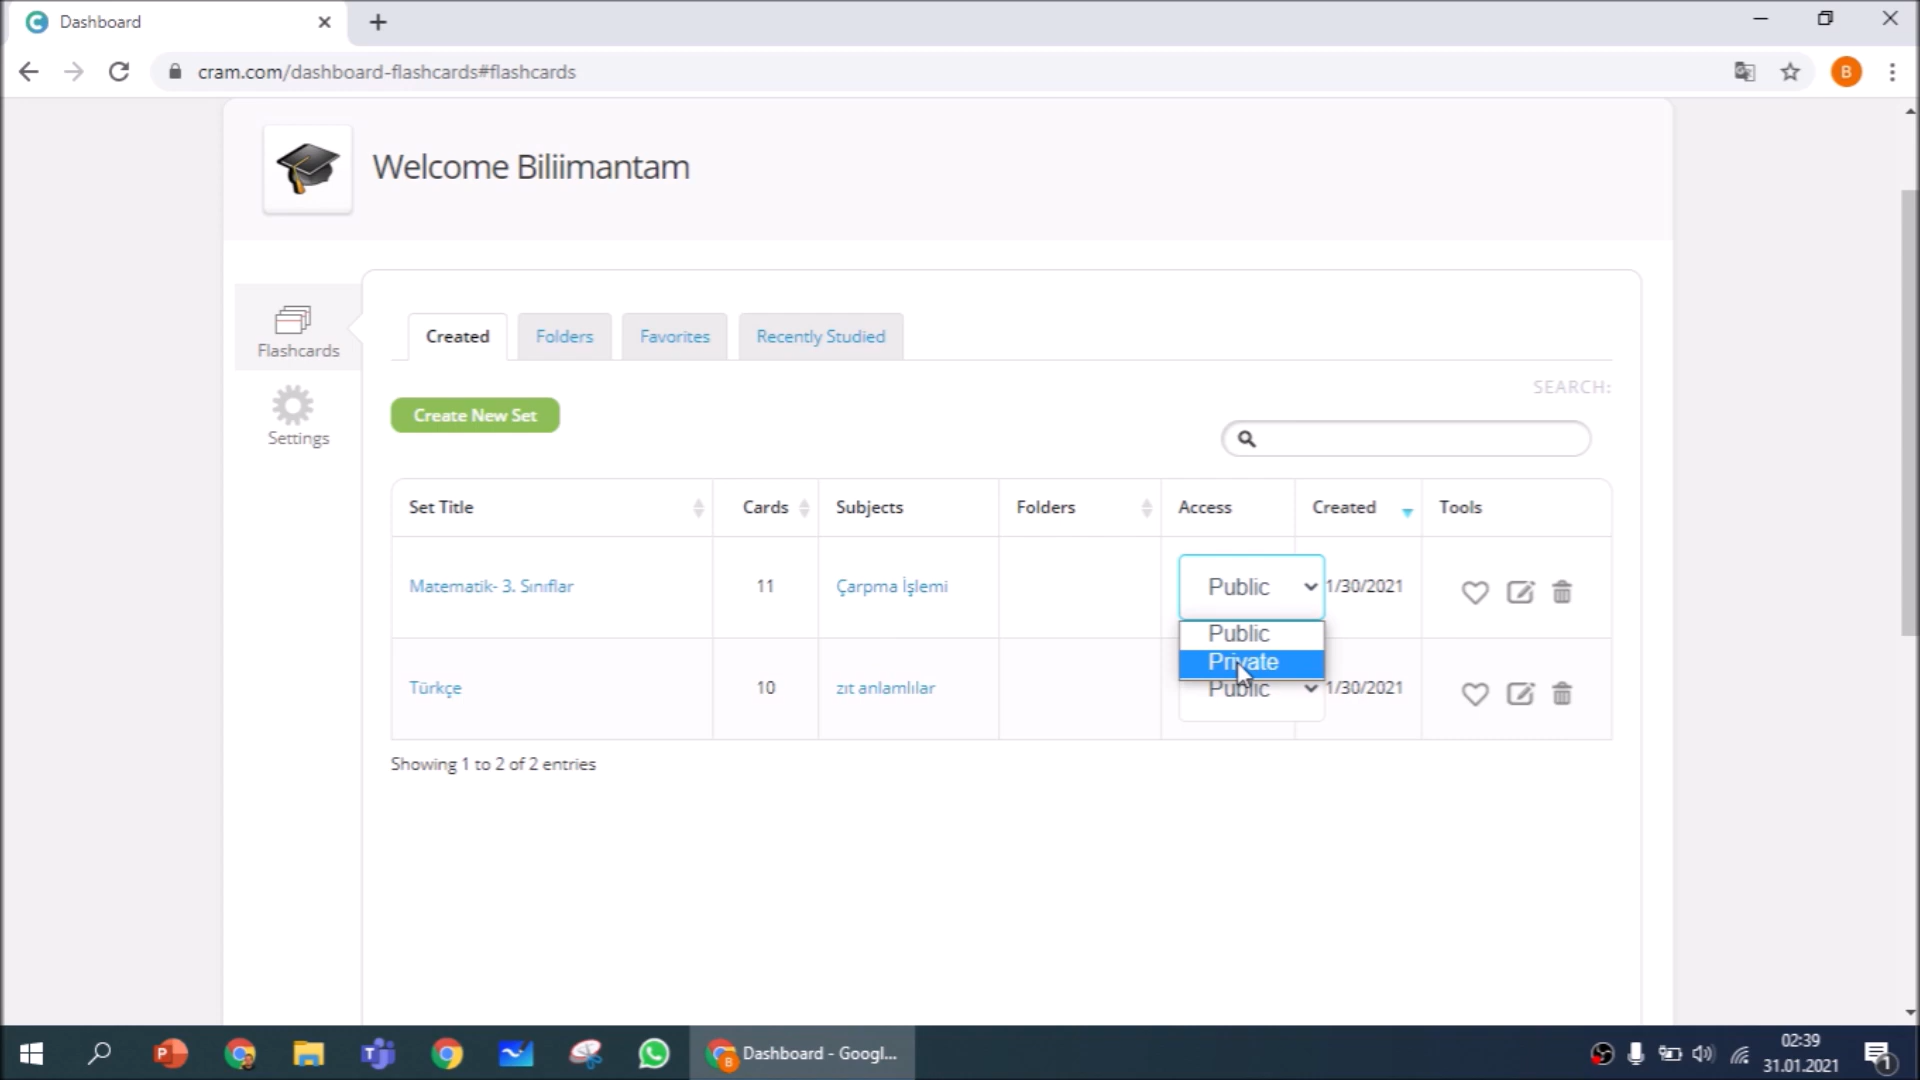 Dashboard
cram.com/dashboard-flashcards#flashcards
B
Welcome Biliimantam
Flashcards
Settings
Created
Folders
Favorites
Recently Studied
SEARCH:
Create New Set
Set Title
Cards
Subjects
Folders
Access
Created
Tools
Matematik- 3. Sınıflar
11
Çarpma İşlemi
Public
1/30/2021
Public
Private
Türkçe
10
zıt anlamlılar
Public
1/30/2021
Showing 1 to 2 of 2 entries
Dashboard - Googl...
02:39
31.01.2021
1